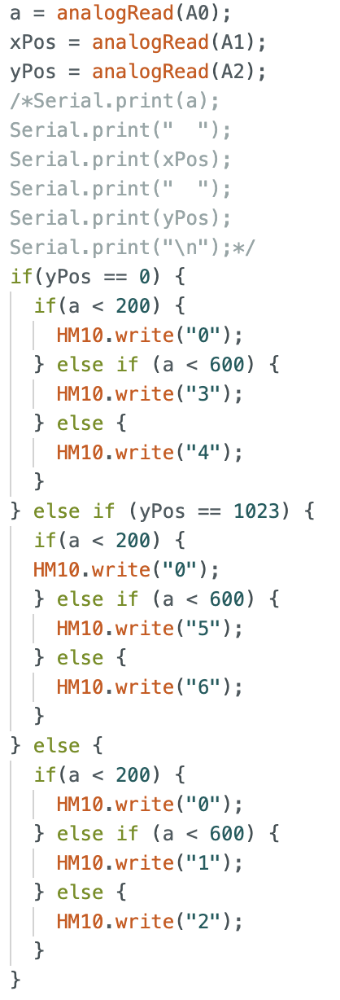 a = analogRead(A0);
xPos = analogRead(A1);
yPos = analogRead(A2);
/*Serial.print(a);
Serial.print("  ");
Serial.print(xPos);
Serial.print("  ");
Serial.print(yPos);
Serial.print("\n");*/
if(yPos == 0) {
  if(a < 200) {
    HM10.write("0");
  } else if (a < 600) {
    HM10.write("3");
  } else {
    HM10.write("4");
  }
} else if (yPos == 1023) {
  if(a < 200) {
  HM10.write("0");
  } else if (a < 600) {
    HM10.write("5");
  } else {
    HM10.write("6");
  }
} else {
  if(a < 200) {
    HM10.write("0");
  } else if (a < 600) {
    HM10.write("1");
  } else {
    HM10.write("2");
  }
}